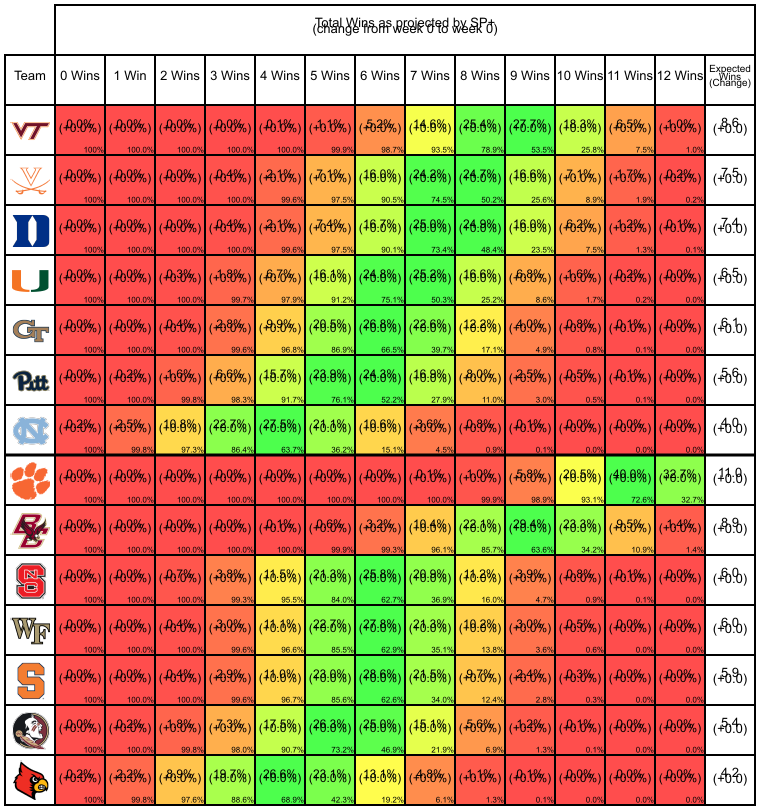 Total Wins as projected by SP+
(change from week 0 to week 0)
Team 0 Wins 1 Win 2 Wins 3 Wins 4 Wins 5 Wins 6 Wins 7 Wins 8 Wins 9 Wins 10 Wins 11 Wins 12 Wins Expected Wins (Change)
VT 0.0% 0.0% 0.0% 0.0% 0.1% 1.1% 5.2% 14.6% 25.4% 27.7% 18.3% 6.5% 1.0% 8.6
(+0.0%) (+0.0%) (+0.0%) (+0.0%) (+0.0%) (+0.0%) (+0.0%) (+0.0%) (+0.0%) (+0.0%) (+0.0%) (+0.0%) (+0.0%) (+0.0)
100% 100.0% 100.0% 100.0% 100.0% 99.9% 98.7% 93.5% 78.9% 53.5% 25.8% 7.5% 1.0%
0.0% 0.0% 0.0% 0.4% 2.1% 7.1% 16.0% 24.3% 24.7% 16.6% 7.1% 1.7% 0.2% 7.5
(+0.0%) (+0.0%) (+0.0%) (+0.0%) (+0.0%) (+0.0%) (+0.0%) (+0.0%) (+0.0%) (+0.0%) (+0.0%) (+0.0%) (+0.0%) (+0.0)
100% 100.0% 100.0% 100.0% 99.6% 97.5% 90.5% 74.5% 50.2% 25.6% 8.9% 1.9% 0.2%
D 0.0% 0.0% 0.0% 0.4% 2.1% 7.4% 16.7% 25.0% 24.9% 16.0% 6.2% 1.3% 0.1% 7.4
(+0.0%) (+0.0%) (+0.0%) (+0.0%) (+0.0%) (+0.0%) (+0.0%) (+0.0%) (+0.0%) (+0.0%) (+0.0%) (+0.0%) (+0.0%) (+0.0)
100% 100.0% 100.0% 100.0% 99.6% 97.5% 90.1% 73.4% 48.4% 23.5% 7.5% 1.3% 0.1%
U 0.0% 0.0% 0.3% 1.8% 6.7% 16.1% 24.8% 25.2% 16.6% 6.8% 1.6% 0.2% 0.0% 6.5
(+0.0%) (+0.0%) (+0.0%) (+0.0%) (+0.0%) (+0.0%) (+0.0%) (+0.0%) (+0.0%) (+0.0%) (+0.0%) (+0.0%) (+0.0%) (+0.0)
100% 100.0% 100.0% 99.7% 97.9% 91.2% 75.1% 50.3% 25.2% 8.6% 1.7% 0.2% 0.0%
GT 0.0% 0.0% 0.4% 2.8% 9.9% 20.5% 26.8% 22.6% 12.2% 4.0% 0.8% 0.1% 0.0% 6.1
(+0.0%) (+0.0%) (+0.0%) (+0.0%) (+0.0%) (+0.0%) (+0.0%) (+0.0%) (+0.0%) (+0.0%) (+0.0%) (+0.0%) (+0.0%) (+0.0)
100% 100.0% 100.0% 99.6% 96.8% 86.9% 66.5% 39.7% 17.1% 4.9% 0.8% 0.1% 0.0%
Pitt 0.0% 0.2% 1.6% 6.6% 15.7% 23.9% 24.3% 16.9% 8.0% 2.5% 0.5% 0.1% 0.0% 5.6
(+0.0%) (+0.0%) (+0.0%) (+0.0%) (+0.0%) (+0.0%) (+0.0%) (+0.0%) (+0.0%) (+0.0%) (+0.0%) (+0.0%) (+0.0%) (+0.0)
100% 100.0% 99.8% 98.3% 91.7% 76.1% 52.2% 27.9% 11.0% 3.0% 0.5% 0.1% 0.0%
NC 0.2% 2.5% 10.8% 22.7% 27.5% 21.1% 10.6% 3.6% 0.8% 0.1% 0.0% 0.0% 0.0% 4.0
(+0.0%) (+0.0%) (+0.0%) (+0.0%) (+0.0%) (+0.0%) (+0.0%) (+0.0%) (+0.0%) (+0.0%) (+0.0%) (+0.0%) (+0.0%) (+0.0)
100% 99.8% 97.3% 86.4% 63.7% 36.2% 15.1% 4.5% 0.9% 0.1% 0.0% 0.0% 0.0%
0.0% 0.0% 0.0% 0.0% 0.0% 0.0% 0.0% 0.1% 1.0% 5.8% 20.5% 40.0% 32.7% 11.0
(+0.0%) (+0.0%) (+0.0%) (+0.0%) (+0.0%) (+0.0%) (+0.0%) (+0.0%) (+0.0%) (+0.0%) (+0.0%) (+0.0%) (+0.0%) (+0.0)
100% 100.0% 100.0% 100.0% 100.0% 100.0% 100.0% 100.0% 99.9% 98.9% 93.1% 72.6% 32.7%
BC 0.0% 0.0% 0.0% 0.0% 0.1% 0.6% 3.2% 10.4% 22.1% 29.4% 23.3% 9.5% 1.4% 8.9
(+0.0%) (+0.0%) (+0.0%) (+0.0%) (+0.0%) (+0.0%) (+0.0%) (+0.0%) (+0.0%) (+0.0%) (+0.0%) (+0.0%) (+0.0%) (+0.0)
100% 100.0% 100.0% 100.0% 100.0% 99.9% 99.3% 96.1% 85.7% 63.6% 34.2% 10.9% 1.4%
NCS 0.0% 0.0% 0.7% 3.8% 11.5% 21.3% 25.8% 20.9% 11.3% 3.9% 0.8% 0.1% 0.0% 6.0
(+0.0%) (+0.0%) (+0.0%) (+0.0%) (+0.0%) (+0.0%) (+0.0%) (+0.0%) (+0.0%) (+0.0%) (+0.0%) (+0.0%) (+0.0%) (+0.0)
100% 100.0% 100.0% 99.3% 95.5% 84.0% 62.7% 36.9% 16.0% 4.7% 0.9% 0.1% 0.0%
WF 0.0% 0.0% 0.4% 3.0% 11.1% 22.7% 27.8% 21.3% 10.2% 3.0% 0.5% 0.0% 0.0% 6.0
(+0.0%) (+0.0%) (+0.0%) (+0.0%) (+0.0%) (+0.0%) (+0.0%) (+0.0%) (+0.0%) (+0.0%) (+0.0%) (+0.0%) (+0.0%) (+0.0)
100% 100.0% 100.0% 99.6% 96.6% 85.5% 62.9% 35.1% 13.8% 3.6% 0.6% 0.0% 0.0%
S 0.0% 0.0% 0.4% 2.9% 11.0% 23.0% 28.6% 21.5% 9.7% 2.4% 0.3% 0.0% 0.0% 5.9
(+0.0%) (+0.0%) (+0.0%) (+0.0%) (+0.0%) (+0.0%) (+0.0%) (+0.0%) (+0.0%) (+0.0%) (+0.0%) (+0.0%) (+0.0%) (+0.0)
100% 100.0% 100.0% 99.6% 96.7% 85.6% 62.6% 34.0% 12.4% 2.8% 0.3% 0.0% 0.0%
0.0% 0.2% 1.8% 7.3% 17.5% 26.3% 25.0% 15.1% 5.6% 1.2% 0.1% 0.0% 0.0% 5.4
(+0.0%) (+0.0%) (+0.0%) (+0.0%) (+0.0%) (+0.0%) (+0.0%) (+0.0%) (+0.0%) (+0.0%) (+0.0%) (+0.0%) (+0.0%) (+0.0)
100% 100.0% 99.8% 98.0% 90.7% 73.2% 46.9% 21.9% 6.9% 1.3% 0.1% 0.0% 0.0%
0.2% 2.2% 8.9% 19.7% 26.6% 23.1% 13.1% 4.8% 1.1% 0.1% 0.0% 0.0% 0.0% 4.2
(+0.0%) (+0.0%) (+0.0%) (+0.0%) (+0.0%) (+0.0%) (+0.0%) (+0.0%) (+0.0%) (+0.0%) (+0.0%) (+0.0%) (+0.0%) (+0.0)
100% 99.8% 97.6% 88.6% 68.9% 42.3% 19.2% 6.1% 1.3% 0.1% 0.0% 0.0% 0.0%